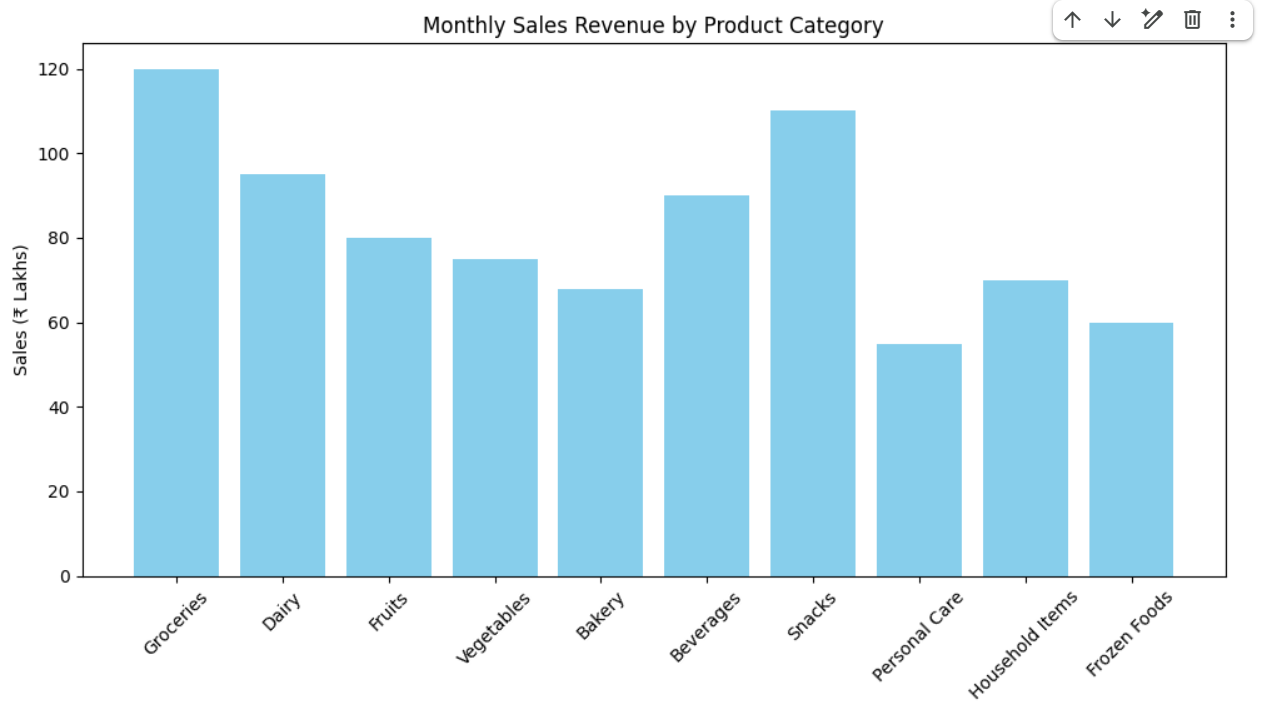 Monthly Sales Revenue by Product Category
Sales (₹ Lakhs)
120
100
80
60
40
20
0
Groceries
Dairy
Fruits
Vegetables
Bakery
Beverages
Snacks
Personal Care
Household Items
Frozen Foods